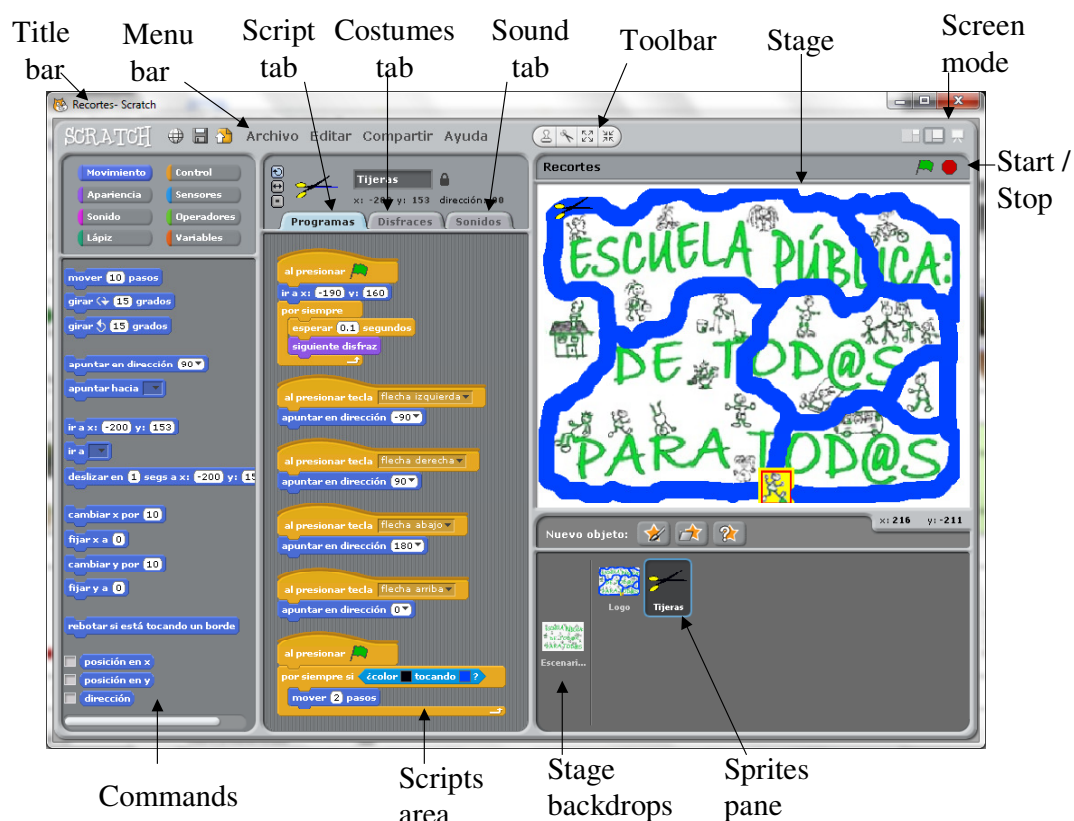 Title bar
Menu bar
Script tab
Costumes tab
Sound tab
Toolbar
Stage
Screen mode
Recortes- Scratch
SCRATCH
Archivo Editar Compartir Ayuda
Start / Stop
Movimiento
Control
Apariencia
Sensores
Sonido
Operadores
Lápiz
Variables
mover 10 pasos
girar 15 grados
girar 15 grados
apuntar en dirección 90
apuntar hacia
ir a x: -200 y: 153
ir a
deslizar en 1 segs a x: -200 y: 15
cambiar x por 10
fijar x a 0
cambiar y por 10
fijar y a 0
rebotar si está tocando un borde
posición en x
posición en y
dirección
Tijeras
y: 153 dirección
Programas
Disfraces
Sonidos
al presionar
ir a x: -190 y: 160
por siempre
esperar 0.1 segundos
siguiente disfraz
al presionar tecla flecha izquierda
apuntar en dirección -90
al presionar tecla flecha derecha
apuntar en dirección 90
al presionar tecla flecha abajo
apuntar en dirección 180
al presionar tecla flecha arriba
apuntar en dirección 0
al presionar
por siempre si ¿color tocando ?
mover 2 pasos
Recortes
ESCUELA PÚBLICA:
DE TOD@S
PARA TOD@S
x: 216 y: -211
Nuevo objeto:
Logo
Tijeras
Escenari...
Commands
Scripts area
Stage backdrops
Sprites pane